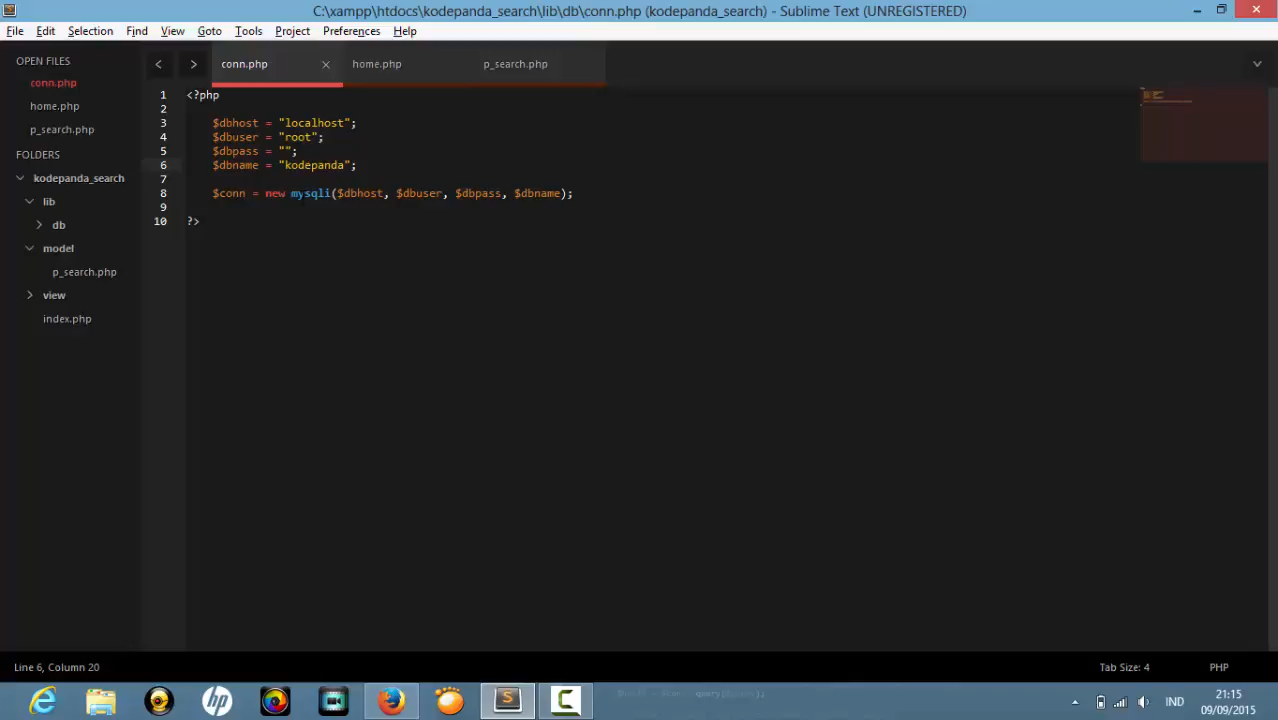 C:\xampp\htdocs\kodepanda_search\lib\db\conn.php (kodepanda_search) - Sublime Text (UNREGISTERED)
File Edit Selection Find View Goto Tools Project Preferences Help
OPEN FILES
conn.php
home.php
p_search.php
FOLDERS
kodepanda_search
lib
db
model
p_search.php
view
index.php
conn.php home.php p_search.php
1 <?php
2
3 $dbhost = "localhost";
4 $dbuser = "root";
5 $dbpass = "";
6 $dbname = "kodepanda";
7
8 $conn = new mysqli($dbhost, $dbuser, $dbpass, $dbname);
9
10 ?>
Line 6, Column 20 Tab Size: 4 PHP
IND
21:15
09/09/2015